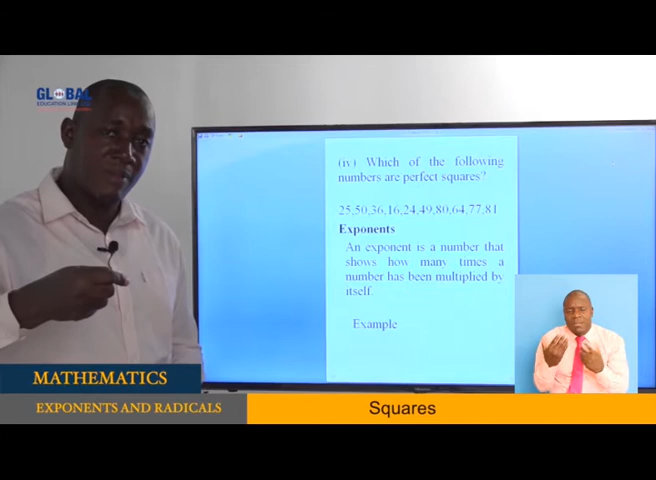 GLOBAL
(iv) Which of the following
numbers are perfect squares?
25,50,36,16,24,49,80,64,77,81
Exponents
An exponent is a number that
shows how many times a
number has been multiplied by
itself.
Example
MATHEMATICS
EXPONENTS AND RADICALS
Squares